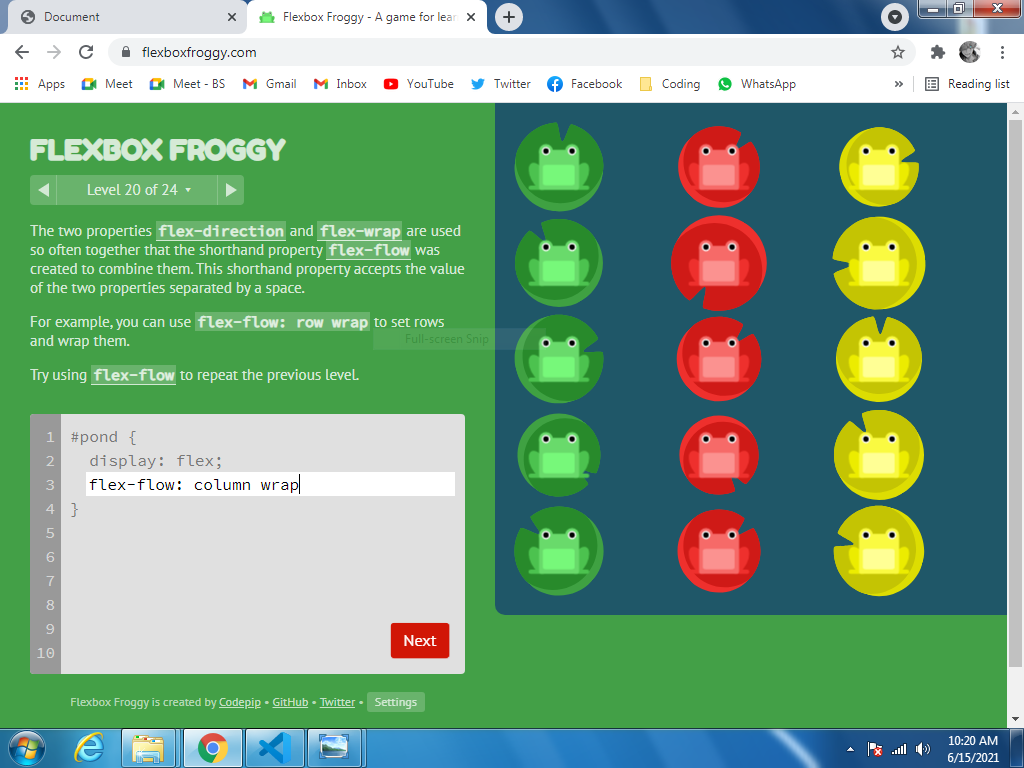 Document
Flexbox Froggy - A game for lear
flexboxfroggy.com
Apps Meet Meet - BS Gmail Inbox YouTube Twitter Facebook Coding WhatsApp » Reading list
FLEXBOX FROGGY
Level 20 of 24
The two properties flex-direction and flex-wrap are used
so often together that the shorthand property flex-flow was
created to combine them. This shorthand property accepts the value
of the two properties separated by a space.
For example, you can use flex-flow: row wrap to set rows
and wrap them.
Full-screen Snip
Try using flex-flow to repeat the previous level.
1 #pond {
2 display: flex;
3 flex-flow: column wrap
4 }
5
6
7
8
9
10
Next
Flexbox Froggy is created by Codepip • GitHub • Twitter • Settings
10:20 AM
6/15/2021